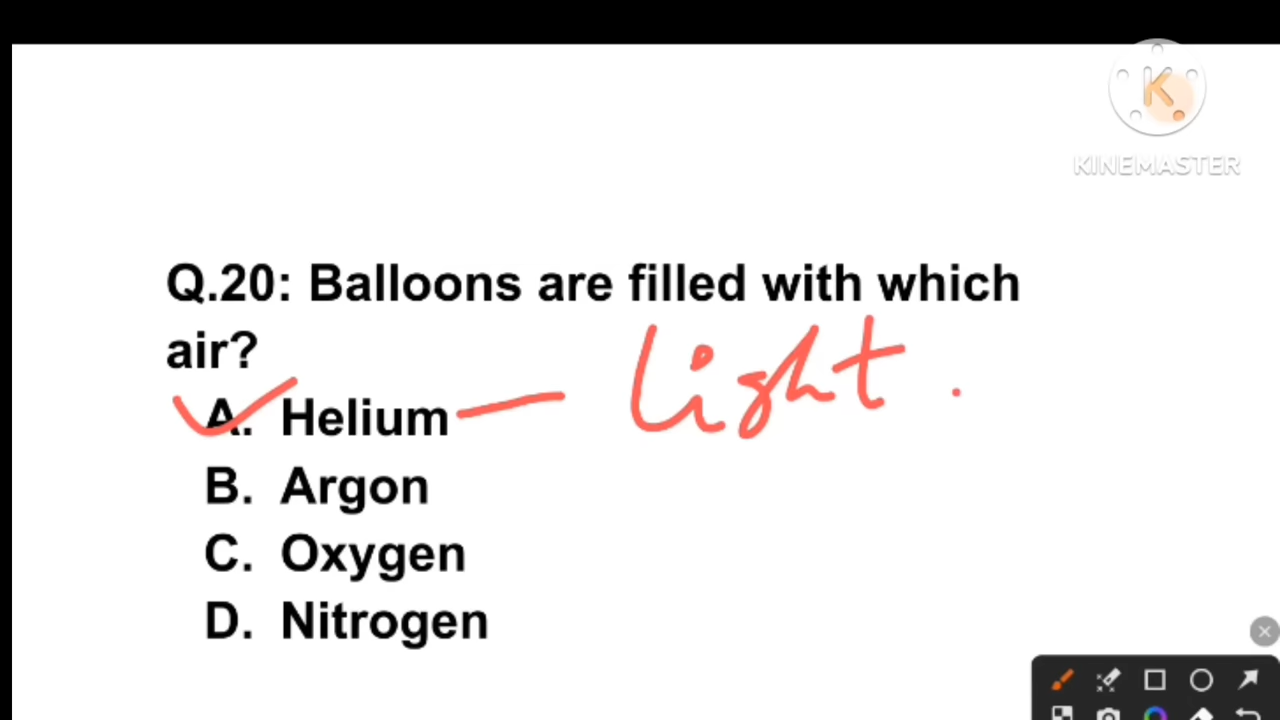 K
KINEMASTER
Q.20: Balloons are filled with which
air?
A. Helium — Light.
B. Argon
C. Oxygen
D. Nitrogen